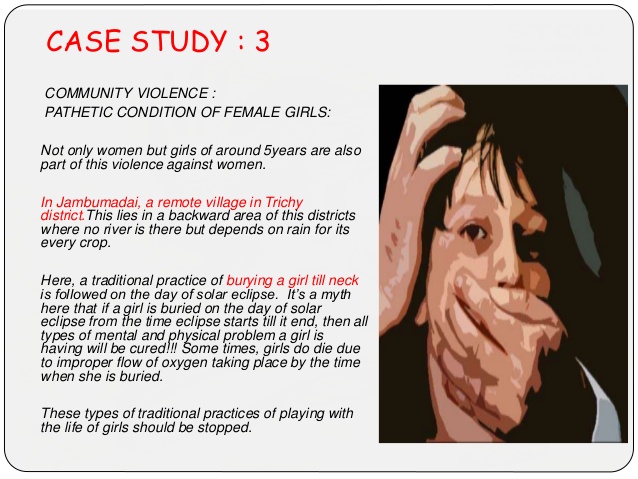 CASE STUDY : 3
COMMUNITY VIOLENCE :
PATHETIC CONDITION OF FEMALE GIRLS:
Not only women but girls of around 5years are also
part of this violence against women.
In Jambumadai, a remote village in Trichy
district.This lies in a backward area of this districts
where no river is there but depends on rain for its
every crop.
Here, a traditional practice of burying a girl till neck
is followed on the day of solar eclipse. It's a myth
here that if a girl is buried on the day of solar
eclipse from the time eclipse starts till it end, then all
types of mental and physical problem a girl is
having will be cured!!! Some times, girls do die due
to improper flow of oxygen taking place by the time
when she is buried.
These types of traditional practices of playing with
the life of girls should be stopped.